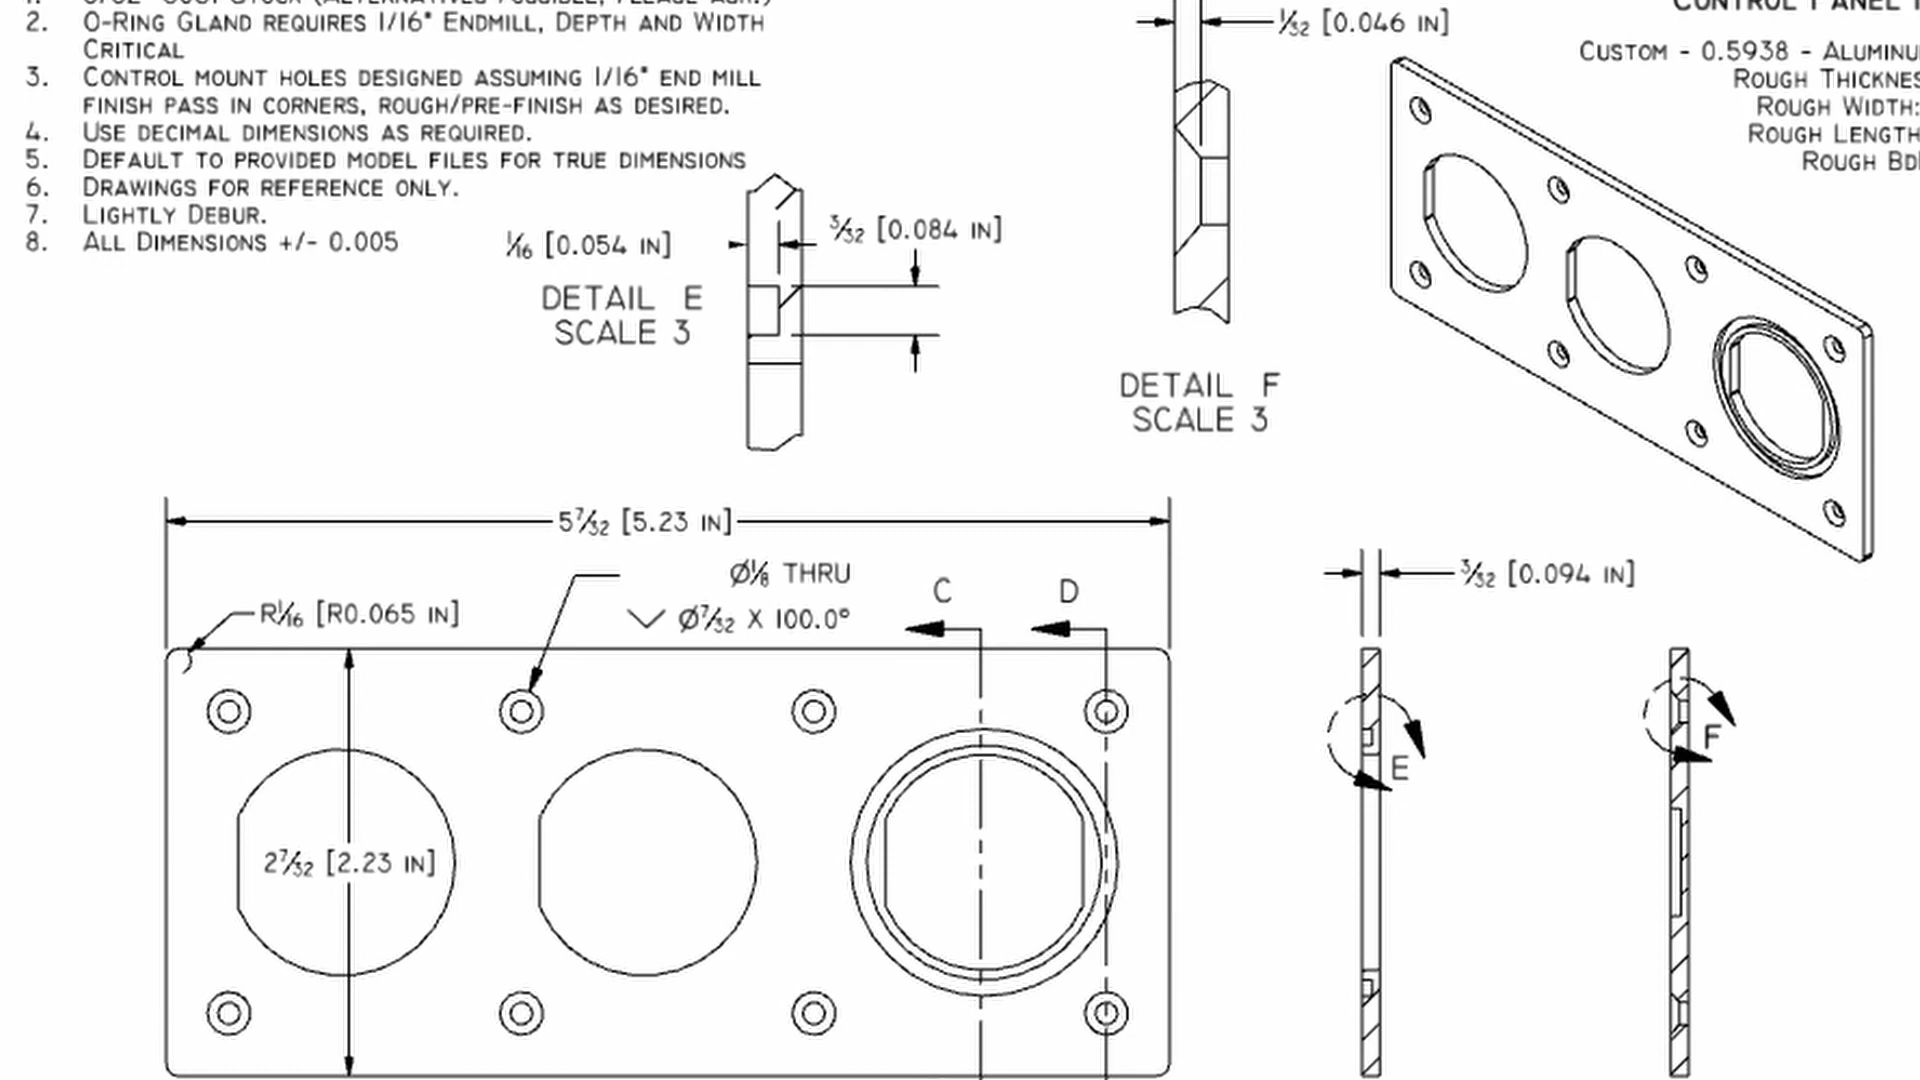 2. O-RING GLAND REQUIRES 1/16" ENDMILL, DEPTH AND WIDTH
CRITICAL
3. CONTROL MOUNT HOLES DESIGNED ASSUMING 1/16" END MILL
FINISH PASS IN CORNERS, ROUGH/PRE-FINISH AS DESIRED.
4. USE DECIMAL DIMENSIONS AS REQUIRED.
5. DEFAULT TO PROVIDED MODEL FILES FOR TRUE DIMENSIONS
6. DRAWINGS FOR REFERENCE ONLY.
7. LIGHTLY DEBUR.
8. ALL DIMENSIONS +/- 0.005
1/32 [0.046 IN]
CUSTOM - 0.5938 - ALUMINU
ROUGH THICKNES
ROUGH WIDTH:
ROUGH LENGTH
ROUGH BD
1/16 [0.054 IN]
3/32 [0.084 IN]
DETAIL E
SCALE 3
DETAIL F
SCALE 3
5 7/32 [5.23 IN]
Ø1/8 THRU
Ø7/32 X 100.0°
R1/16 [R0.065 IN]
C
D
3/32 [0.094 IN]
2 7/32 [2.23 IN]
E
F